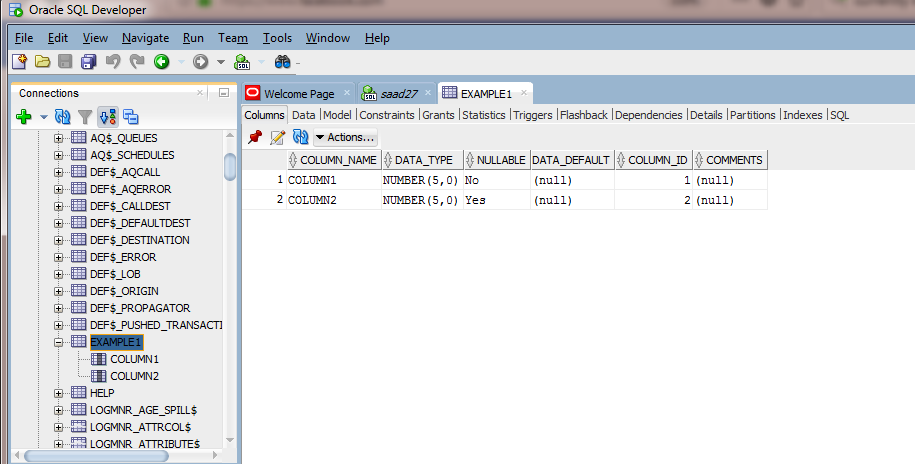 Oracle SQL Developer
File Edit View Navigate Run Team Tools Window Help
Connections
Welcome Page
saad27
EXAMPLE1
Columns Data Model Constraints Grants Statistics Triggers Flashback Dependencies Details Partitions Indexes SQL
Actions...
COLUMN_NAME DATA_TYPE NULLABLE DATA_DEFAULT COLUMN_ID COMMENTS
1 COLUMN1 NUMBER(5,0) No (null) 1 (null)
2 COLUMN2 NUMBER(5,0) Yes (null) 2 (null)
AQ$_QUEUES
AQ$_SCHEDULES
DEF$_AQCALL
DEF$_AQERROR
DEF$_CALLDEST
DEF$_DEFAULTDEST
DEF$_DESTINATION
DEF$_ERROR
DEF$_LOB
DEF$_ORIGIN
DEF$_PROPAGATOR
DEF$_PUSHED_TRANSACTI
EXAMPLE1
COLUMN1
COLUMN2
HELP
LOGMNR_AGE_SPILL$
LOGMNR_ATTRCOL$
LOGMNR_ATTRIBUTE$